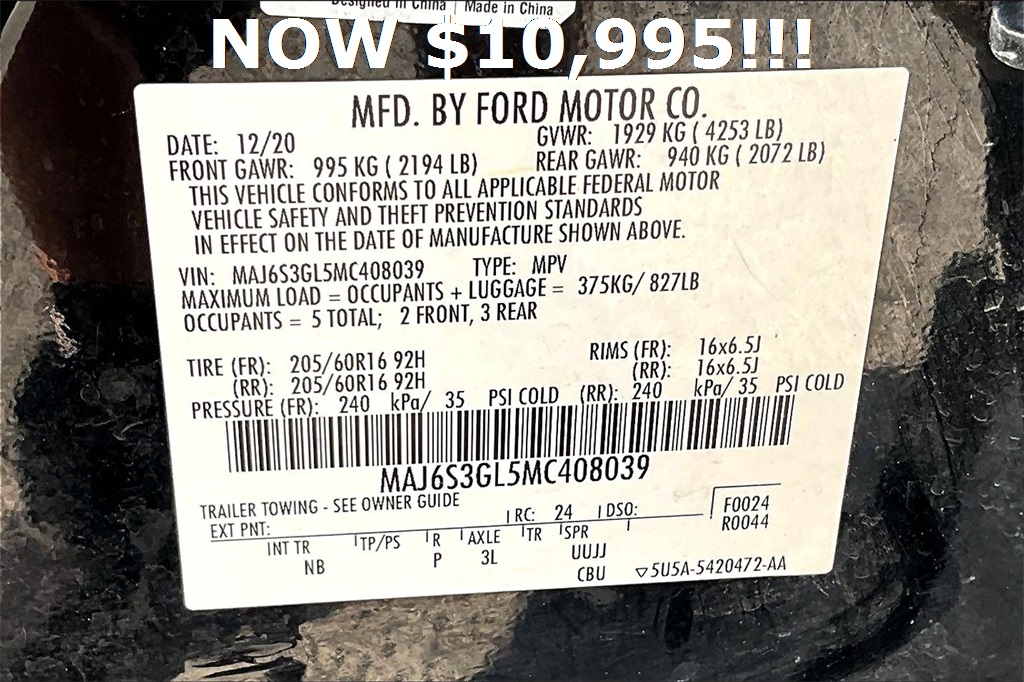 Designed in China | Made in China
NOW $10,995!!!
MFD. BY FORD MOTOR CO.
DATE: 12/20 GVWR: 1929 KG ( 4253 LB)
FRONT GAWR: 995 KG ( 2194 LB) REAR GAWR: 940 KG ( 2072 LB)
THIS VEHICLE CONFORMS TO ALL APPLICABLE FEDERAL MOTOR
VEHICLE SAFETY AND THEFT PREVENTION STANDARDS
IN EFFECT ON THE DATE OF MANUFACTURE SHOWN ABOVE.
VIN: MAJ6S3GL5MC408039 TYPE: MPV
MAXIMUM LOAD = OCCUPANTS + LUGGAGE = 375KG/ 827LB
OCCUPANTS = 5 TOTAL; 2 FRONT, 3 REAR
TIRE (FR): 205/60R16 92H RIMS (FR): 16x6.5J
(RR): 205/60R16 92H (RR): 16x6.5J
PRESSURE (FR): 240 kPa/ 35 PSI COLD (RR): 240 kPa/ 35 PSI COLD
MAJ6S3GL5MC408039
TRAILER TOWING - SEE OWNER GUIDE
EXT PNT: RC: 24 DSO: F0024
R0044
INT TR TP/PS R AXLE TR SPR
NB P 3L UUJJ
CBU ▽5U5A-5420472-AA